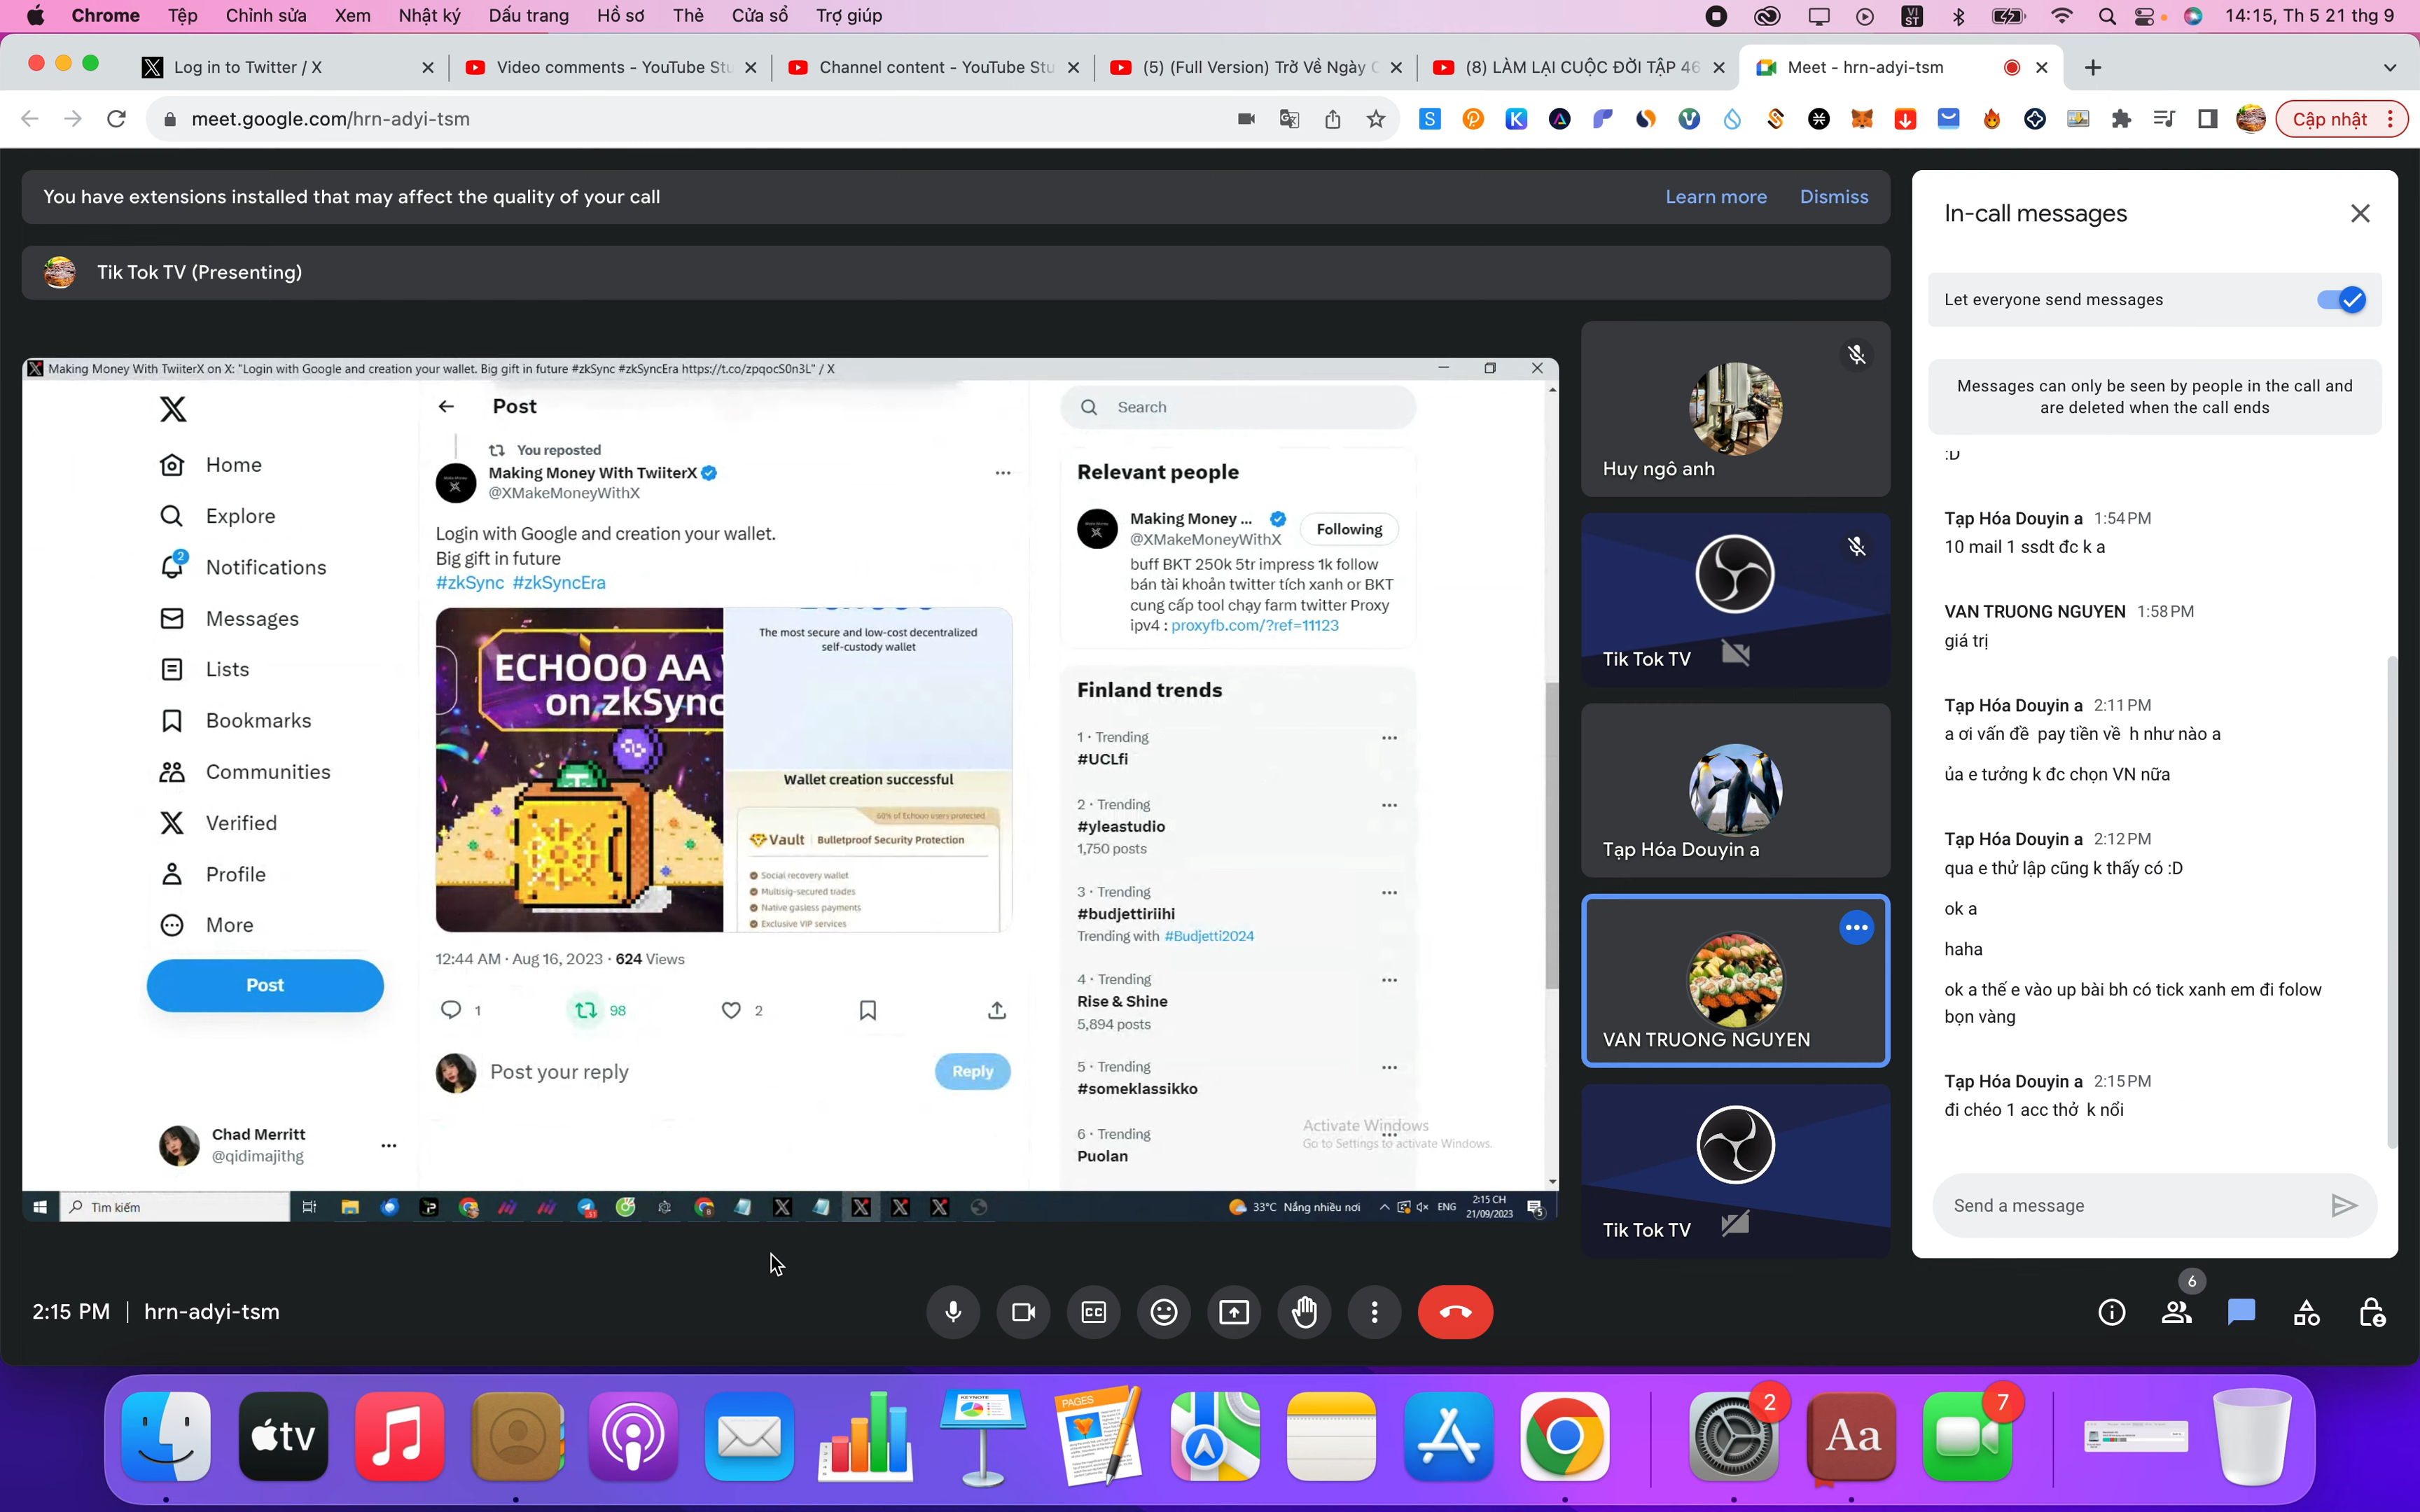 Chrome Tệp Chỉnh sửa Xem Nhật ký Dấu trang Hồ sơ Thẻ Cửa sổ Trợ giúp VI ST 14:15, Th 5 21 thg 9
Log in to Twitter / X
Video comments - YouTube Stu
Channel content - YouTube Stu
(5) (Full Version) Trở Về Ngày C
(8) LÀM LẠI CUỘC ĐỜI TẬP 46
Meet - hrn-adyi-tsm
meet.google.com/hrn-adyi-tsm
Cập nhật
You have extensions installed that may affect the quality of your call
Learn more Dismiss
Tik Tok TV (Presenting)
Making Money With TwiiterX on X: "Login with Google and creation your wallet. Big gift in future #zkSync #zkSyncEra https://t.co/zpqocS0n3L" / X
Home
Explore
2
Notifications
Messages
Lists
Bookmarks
Communities
Verified
Profile
More
Post
Chad Merritt
@qidimajithg
Post
You reposted
Making Money With TwiiterX
@XMakeMoneyWithX
Login with Google and creation your wallet.
Big gift in future
#zkSync #zkSyncEra
ECHOOO AA
on zkSync
The most secure and low-cost decentralized
self-custody wallet
Wallet creation successful
60% of Echooo users protected
Vault Bulletproof Security Protection
Social recovery wallet
Multisig-secured trades
Native gasless payments
Exclusive VIP services
12:44 AM · Aug 16, 2023 · 624 Views
1 98 2
Post your reply
Reply
Search
Relevant people
Making Money ...
@XMakeMoneyWithX
Following
buff BKT 250k 5tr impress 1k follow
bán tài khoản twitter tích xanh or BKT
cung cấp tool chạy farm twitter Proxy
ipv4 : proxyfb.com/?ref=11123
Finland trends
1 · Trending
#UCLfi
2 · Trending
#yleastudio
1,750 posts
3 · Trending
#budjettiriihi
Trending with #Budjetti2024
4 · Trending
Rise & Shine
5,894 posts
5 · Trending
#someklassikko
6 · Trending
Puolan
Activate Windows
Go to Settings to activate Windows.
Tìm kiếm
33°C Nắng nhiều nơi
ENG
2:15 CH
21/09/2023
5
Huy ngô anh
Tik Tok TV
Tạp Hóa Douyin a
VAN TRUONG NGUYEN
Tik Tok TV
In-call messages
Let everyone send messages
Messages can only be seen by people in the call and
are deleted when the call ends
:D
Tạp Hóa Douyin a 1:54 PM
10 mail 1 ssdt đc k a
VAN TRUONG NGUYEN 1:58 PM
giá trị
Tạp Hóa Douyin a 2:11 PM
a ơi vấn đề pay tiền về h như nào a
ủa e tưởng k đc chọn VN nữa
Tạp Hóa Douyin a 2:12 PM
qua e thử lập cũng k thấy có :D
ok a
haha
ok a thế e vào up bài bh có tick xanh em đi folow
bọn vàng
Tạp Hóa Douyin a 2:15 PM
đi chéo 1 acc thở k nổi
Send a message
2:15 PM | hrn-adyi-tsm
CC
6
tv
KEYNOTE
PAGES
2
Aa
7